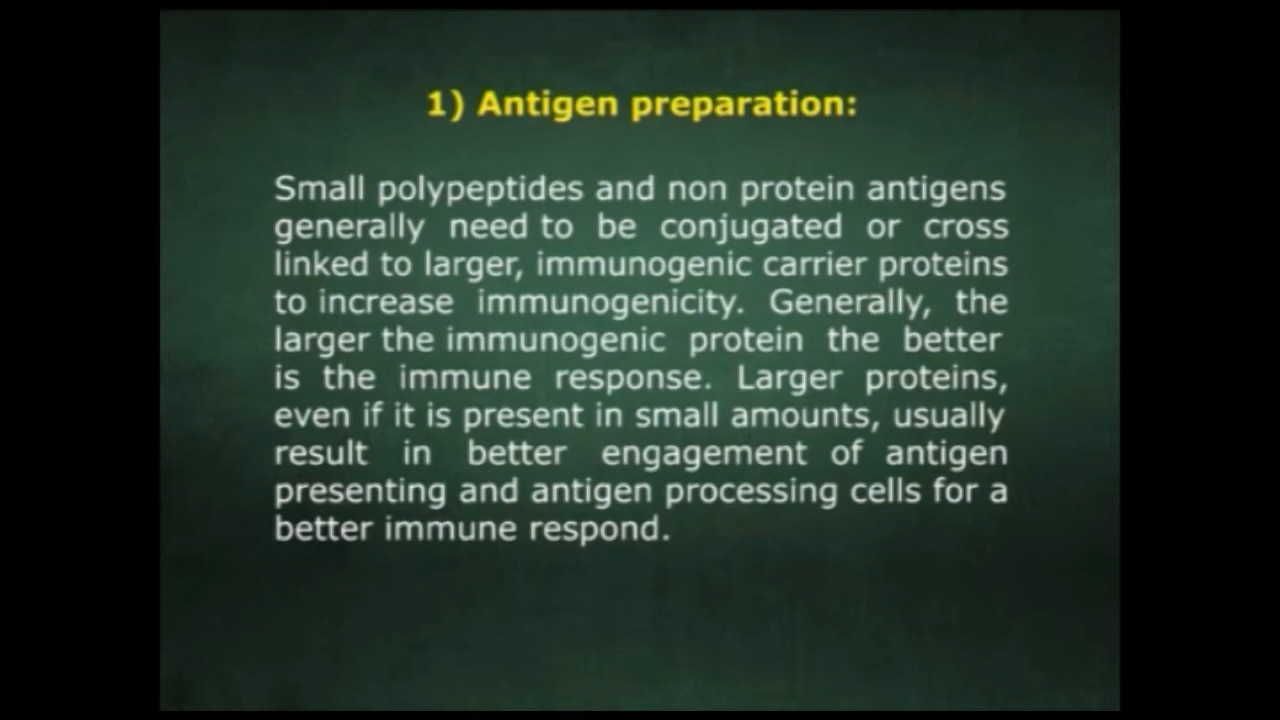 1) Antigen preparation:
Small polypeptides and non protein antigens
generally need to be conjugated or cross
linked to larger, immunogenic carrier proteins
to increase immunogenicity. Generally, the
larger the immunogenic protein the better
is the immune response. Larger proteins,
even if it is present in small amounts, usually
result in better engagement of antigen
presenting and antigen processing cells for a
better immune respond.